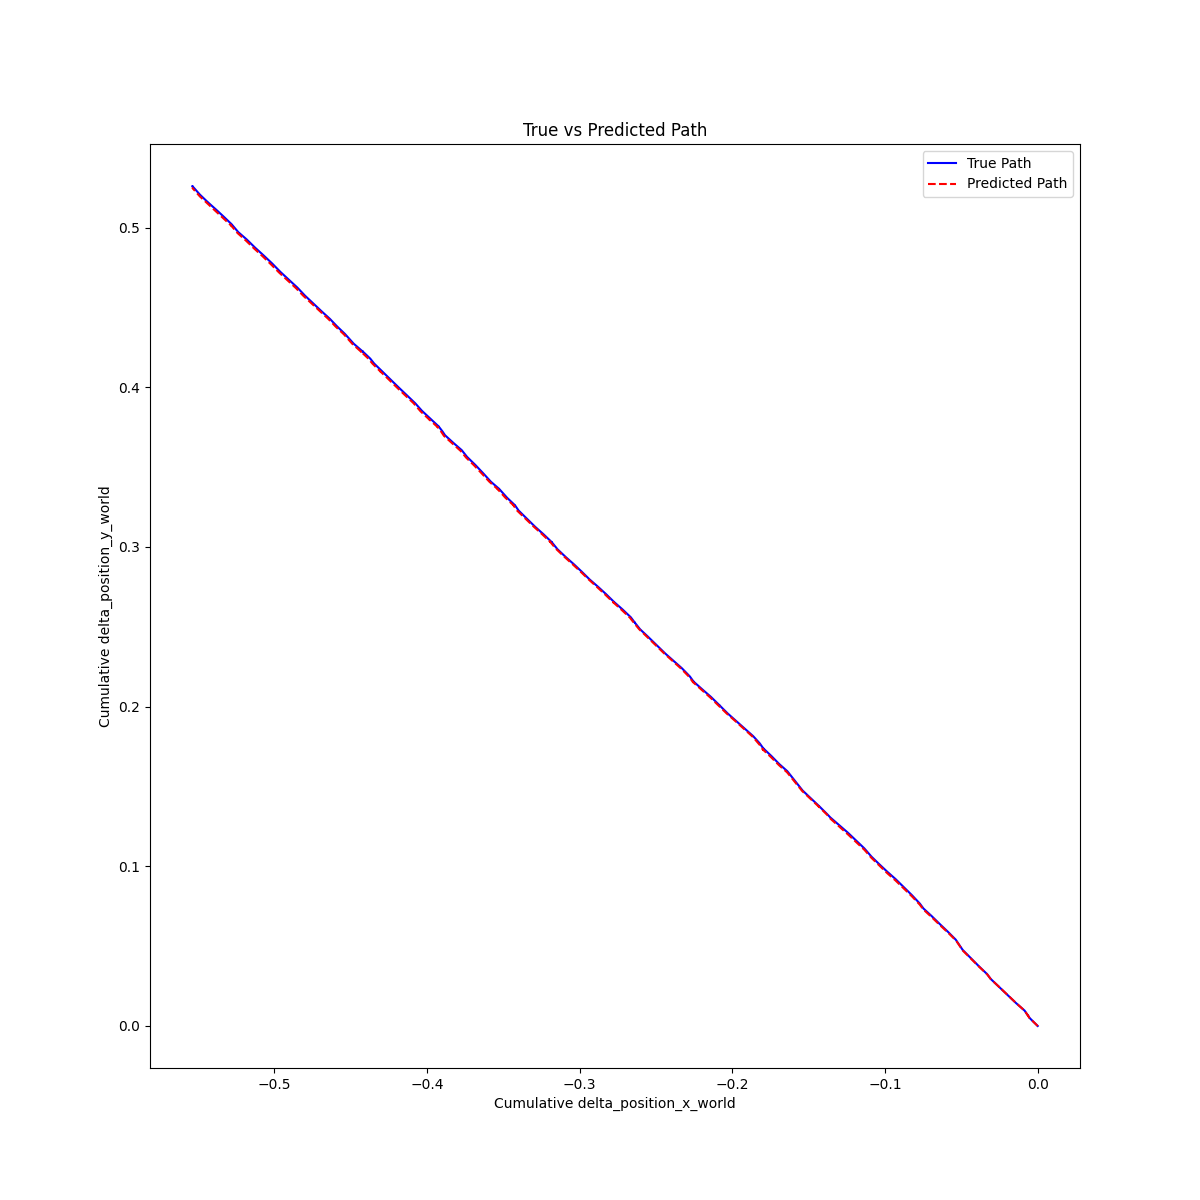 True vs Predicted Path
True Path
Predicted Path
0.5
0.4
0.3
0.2
0.1
0.0
Cumulative delta_position_y_world
−0.5
−0.4
−0.3
−0.2
−0.1
0.0
Cumulative delta_position_x_world